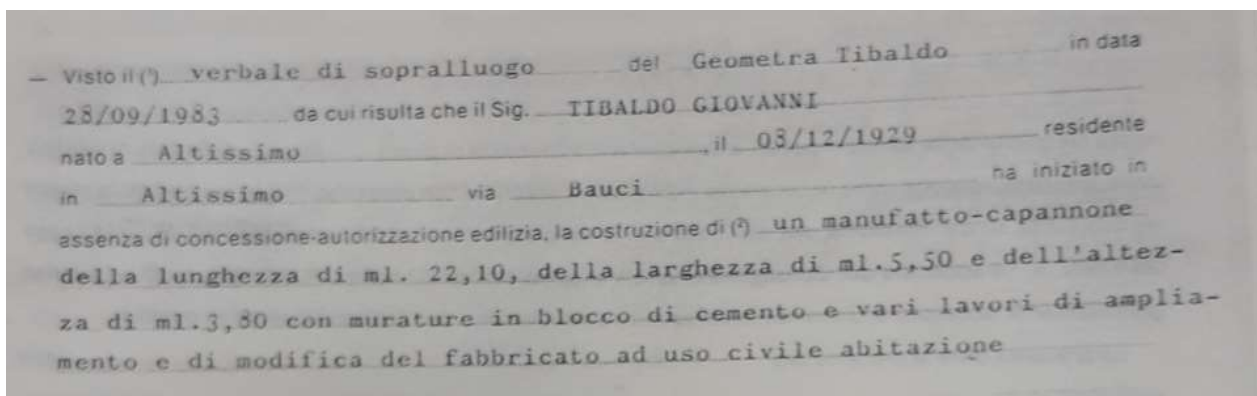 — Visto il (¹) verbale di sopralluogo del Geometra Tibaldo in data
28/09/1983 da cui risulta che il Sig. TIBALDO GIOVANNI
nato a Altissimo, il 03/12/1929 residente
in Altissimo via Bauci ha iniziato in
assenza di concessione-autorizzazione edilizia, la costruzione di (²) un manufatto-capannone
della lunghezza di ml. 22,10, della larghezza di ml.5,50 e dell'altez-
za di ml.3,80 con murature in blocco di cemento e vari lavori di amplia-
mento e di modifica del fabbricato ad uso civile abitazione